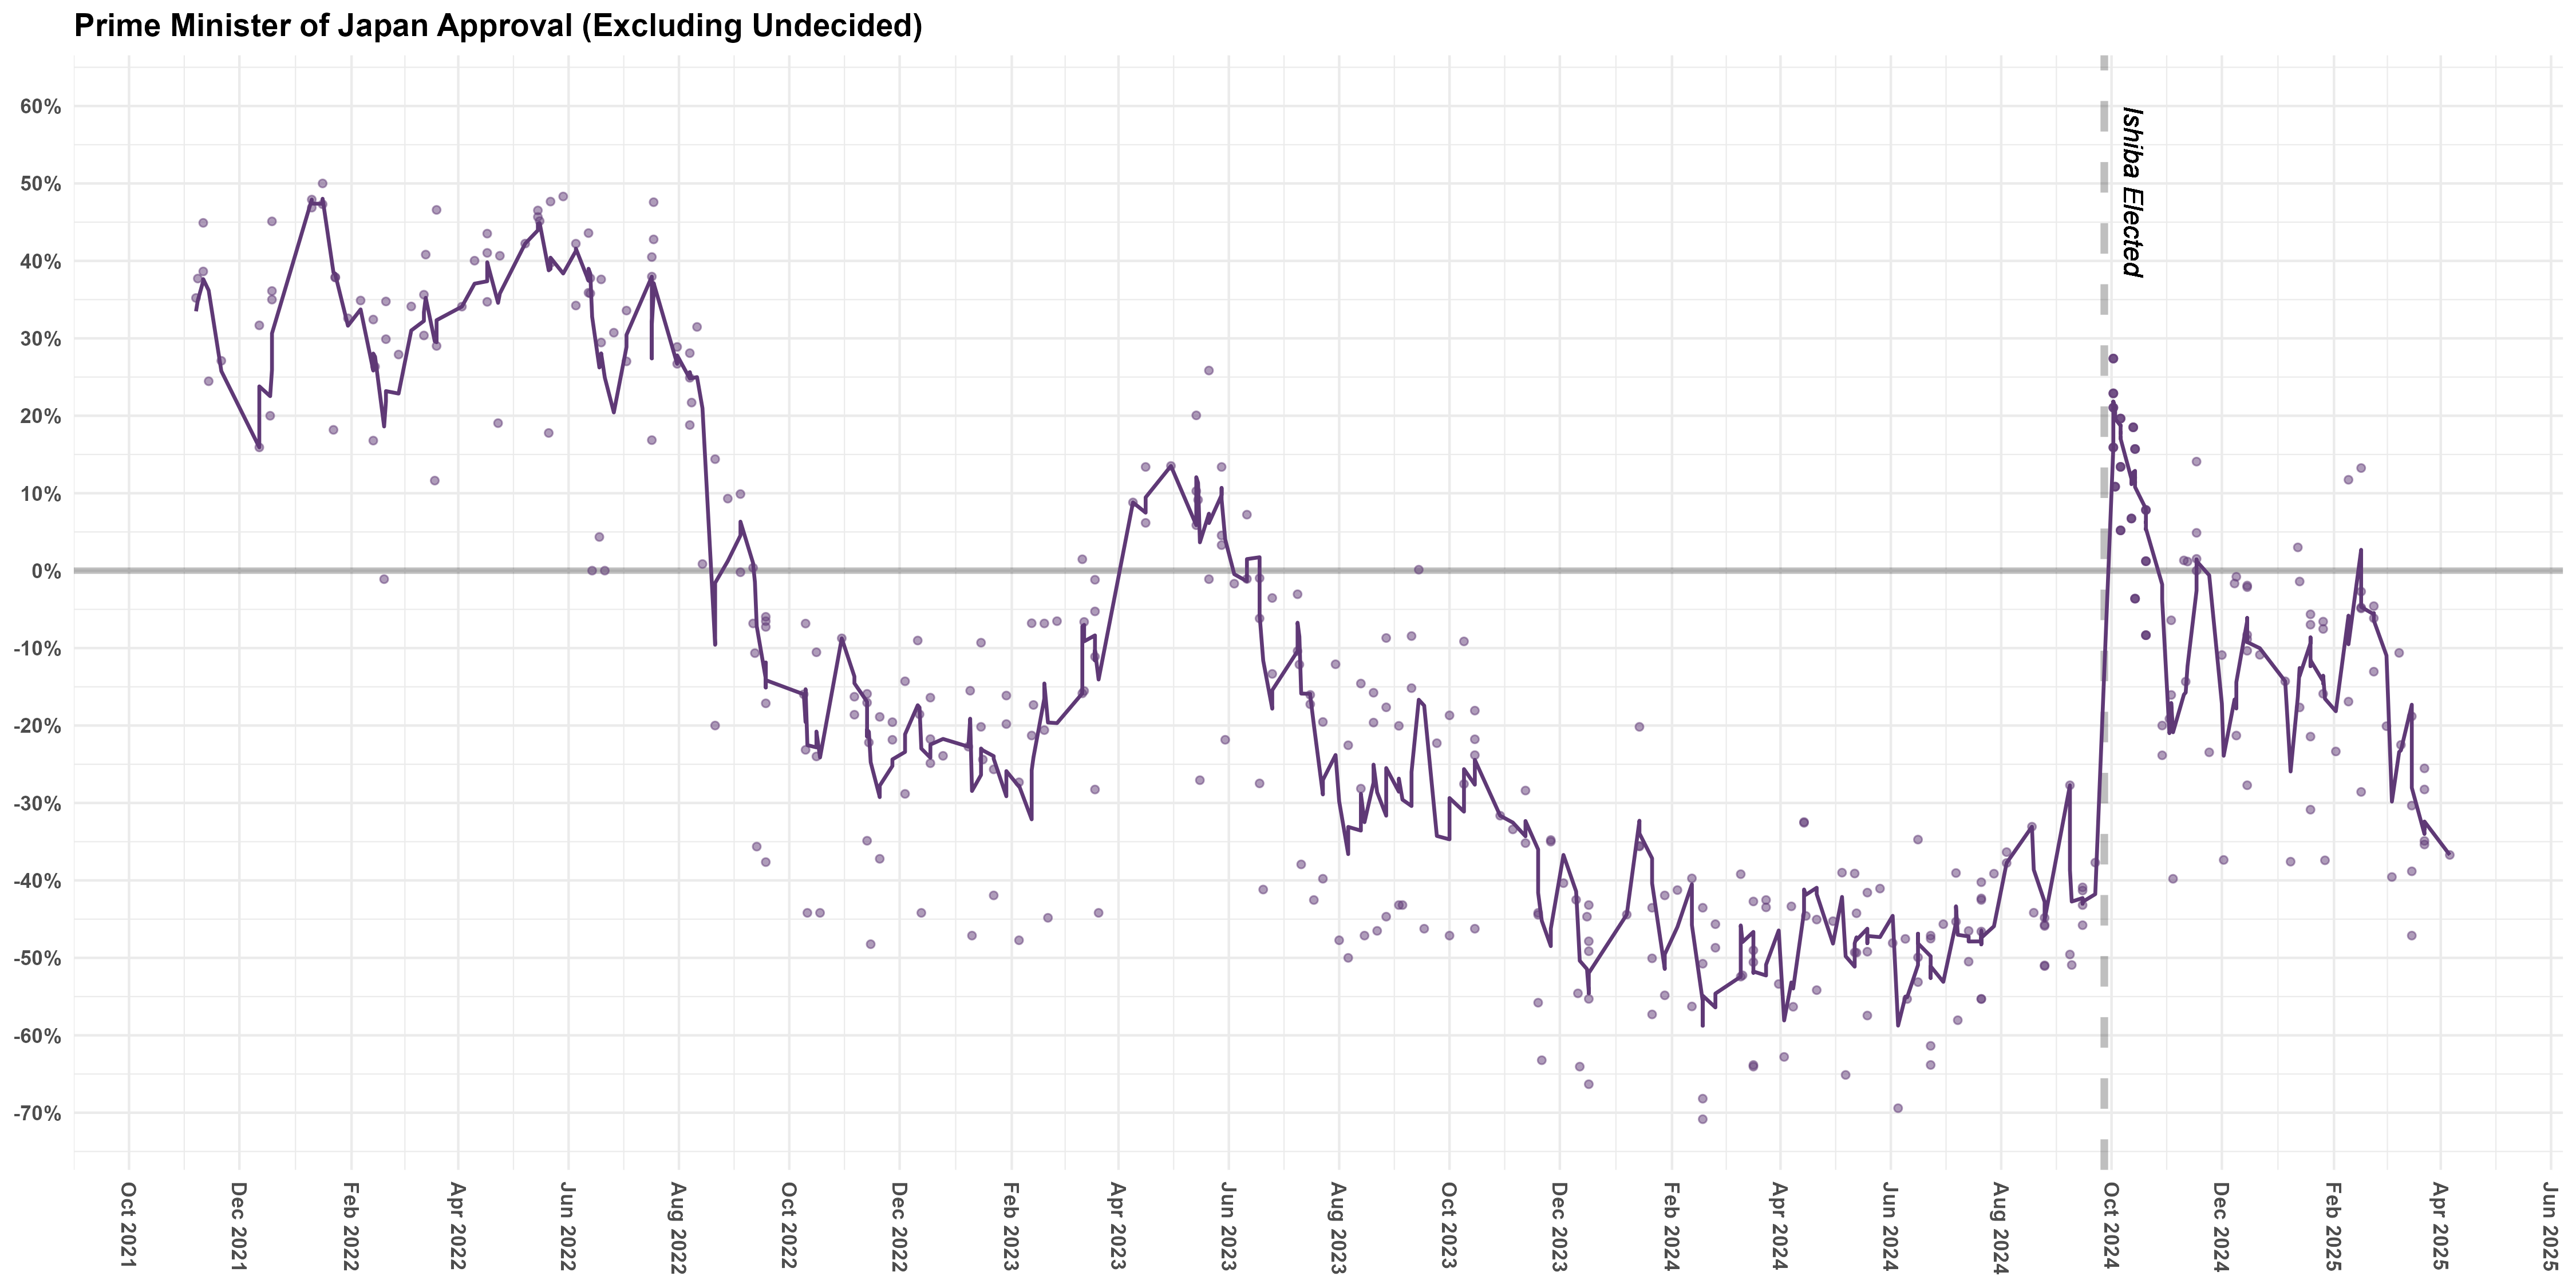 Prime Minister of Japan Approval (Excluding Undecided)
60%
50%
40%
30%
20%
10%
0%
-10%
-20%
-30%
-40%
-50%
-60%
-70%
Ishiba Elected
Oct 2021
Dec 2021
Feb 2022
Apr 2022
Jun 2022
Aug 2022
Oct 2022
Dec 2022
Feb 2023
Apr 2023
Jun 2023
Aug 2023
Oct 2023
Dec 2023
Feb 2024
Apr 2024
Jun 2024
Aug 2024
Oct 2024
Dec 2024
Feb 2025
Apr 2025
Jun 2025